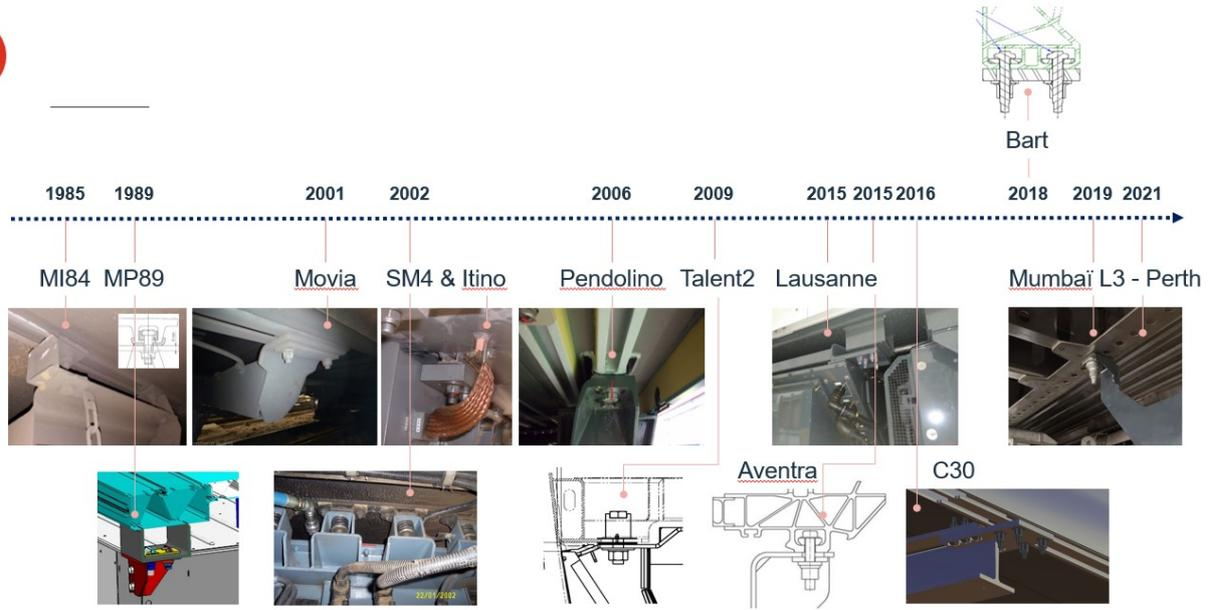 Bart
1985 1989 2001 2002 2006 2009 2015 2015 2016 2018 2019 2021
MI84 MP89 Movia SM4 & Itino Pendolino Talent2 Lausanne Mumbaï L3 - Perth
Aventra C30
22/01/2002